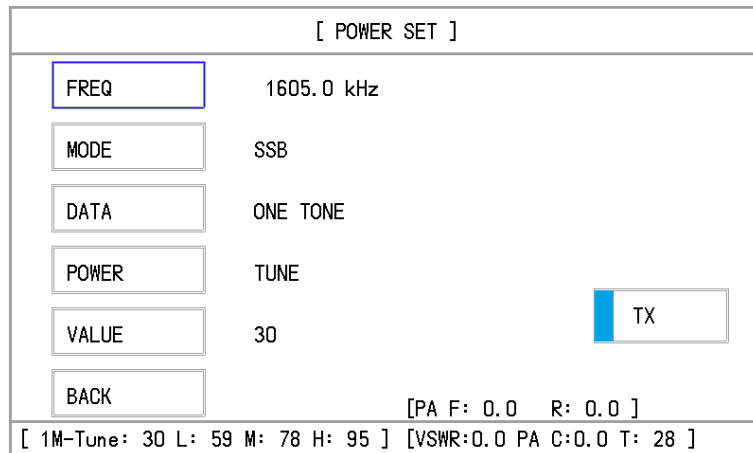 [ POWER SET ]
FREQ 1605.0 kHz
MODE SSB
DATA ONE TONE
POWER TUNE
TX
VALUE 30
BACK
[PA F: 0.0 R: 0.0 ]
[ 1M-Tune: 30 L: 59 M: 78 H: 95 ] [VSWR:0.0 PA C:0.0 T: 28 ]